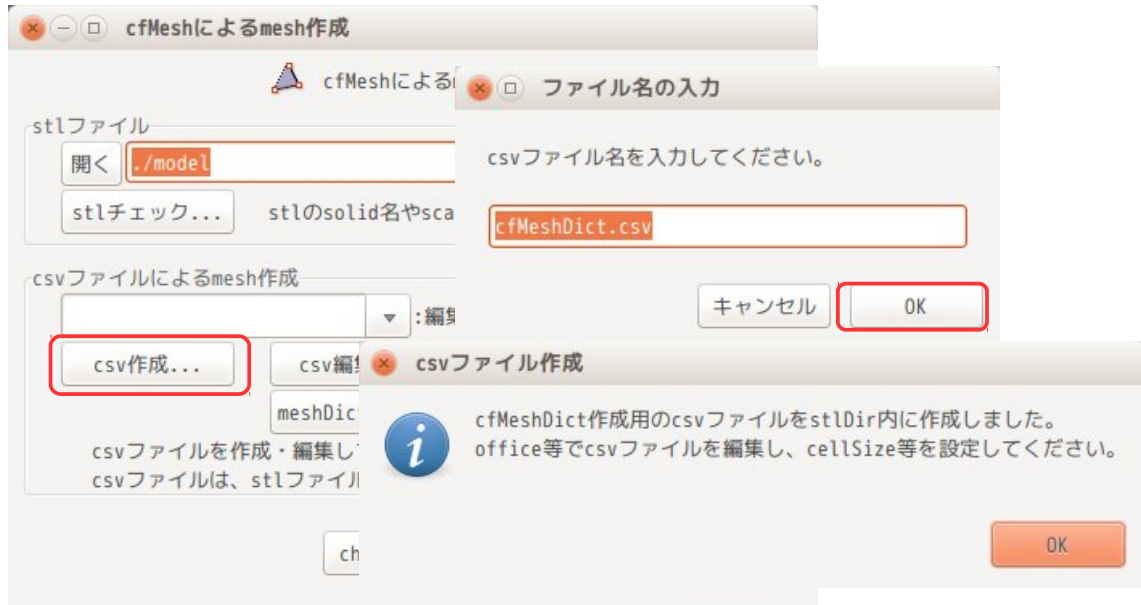 cfMeshによるmesh作成
cfMeshによる
stlファイル
開く ./model
stlチェック... stlのsolid名やsca
csvファイルによるmesh作成
:編集
csv作成... csv編集
meshDic
csvファイルを作成・編集し
csvファイルは、stlファイル
ch
ファイル名の入力
csvファイル名を入力してください。
cfMeshDict.csv
キャンセル OK
csvファイル作成
cfMeshDict作成用のcsvファイルをstlDir内に作成しました。
office等でcsvファイルを編集し、cellSize等を設定してください。
OK